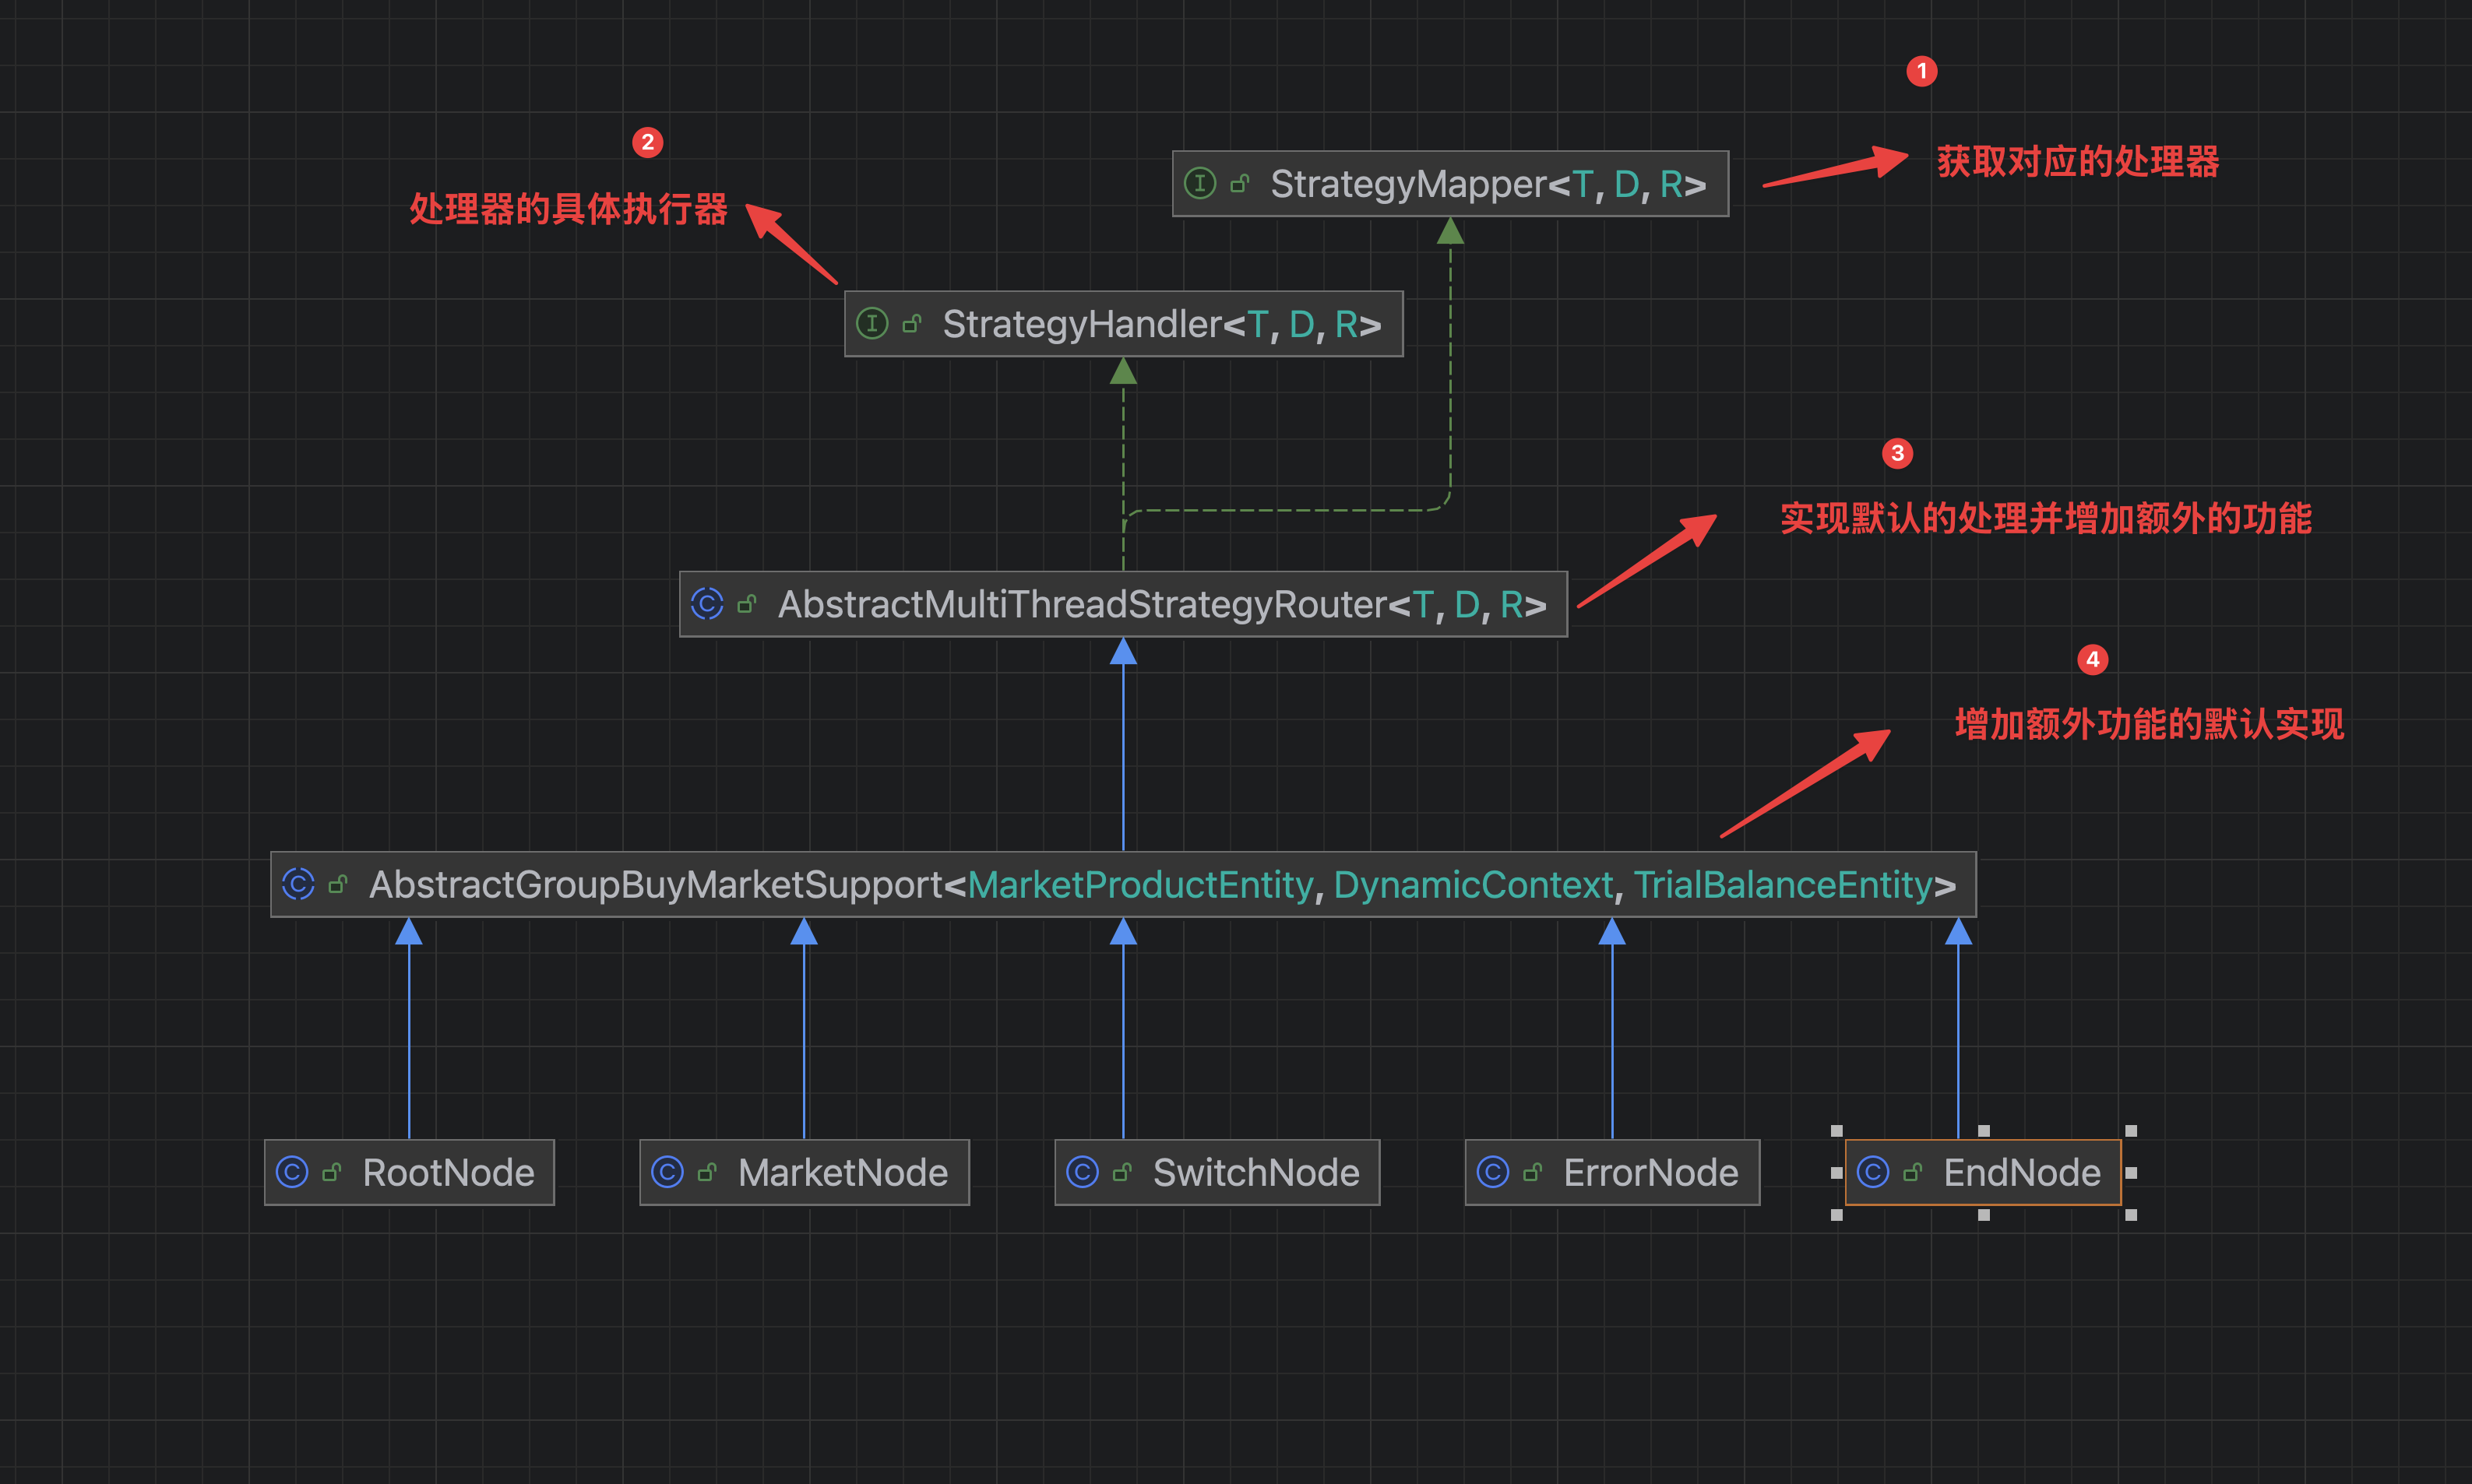 1
获取对应的处理器
2
处理器的具体执行器
StrategyMapper<T, D, R>
StrategyHandler<T, D, R>
3
实现默认的处理并增加额外的功能
AbstractMultiThreadStrategyRouter<T, D, R>
4
增加额外功能的默认实现
AbstractGroupBuyMarketSupport<MarketProductEntity, DynamicContext, TrialBalanceEntity>
RootNode
MarketNode
SwitchNode
ErrorNode
EndNode